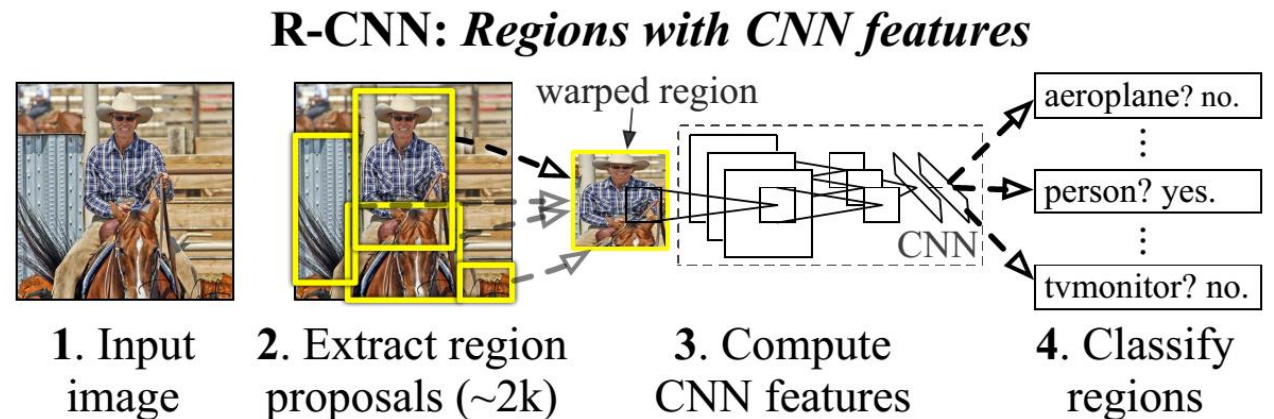 R-CNN: Regions with CNN features
warped region
aeroplane? no.
⋮
person? yes.
⋮
tvmonitor? no.
CNN
1. Input
image
2. Extract region
proposals (~2k)
3. Compute
CNN features
4. Classify
regions